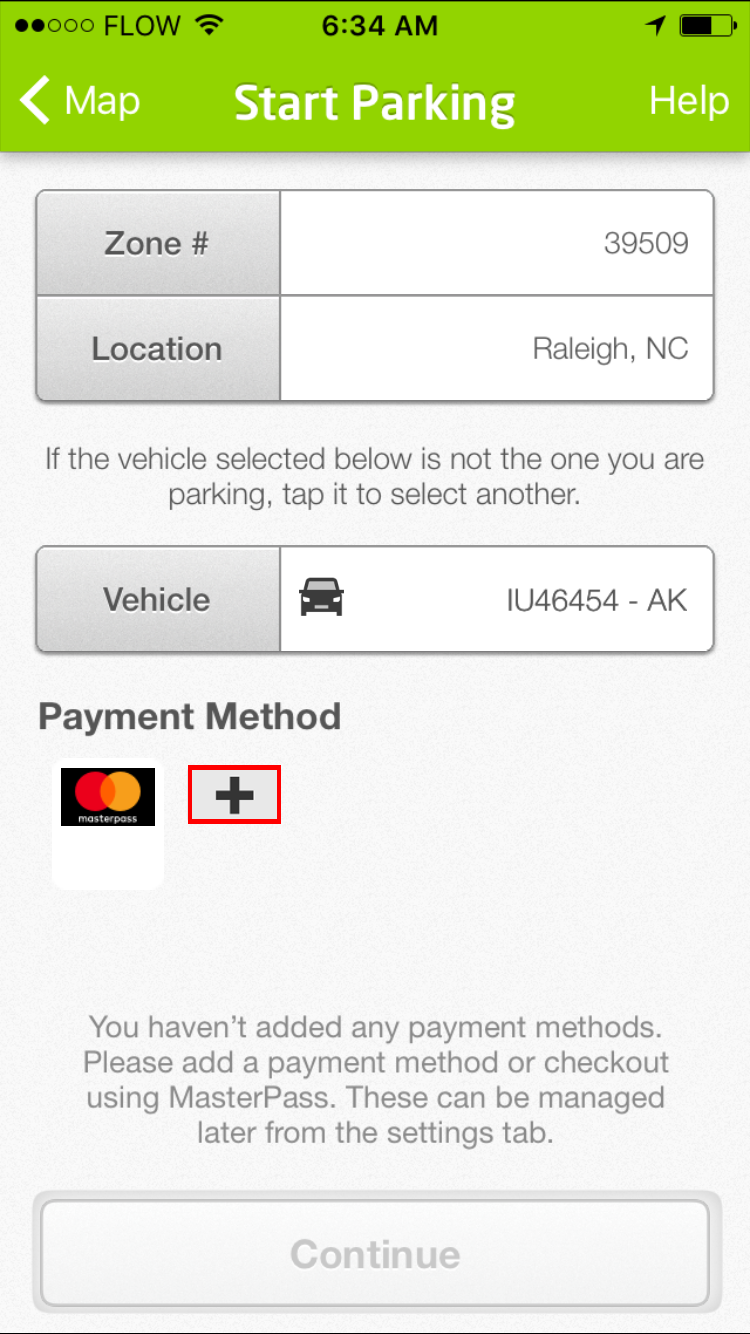 FLOW 6:34 AM
Map Start Parking Help
Zone # 39509
Location Raleigh, NC
If the vehicle selected below is not the one you are
parking, tap it to select another.
Vehicle IU46454 - AK
Payment Method
masterpass
+
You haven’t added any payment methods.
Please add a payment method or checkout
using MasterPass. These can be managed
later from the settings tab.
Continue